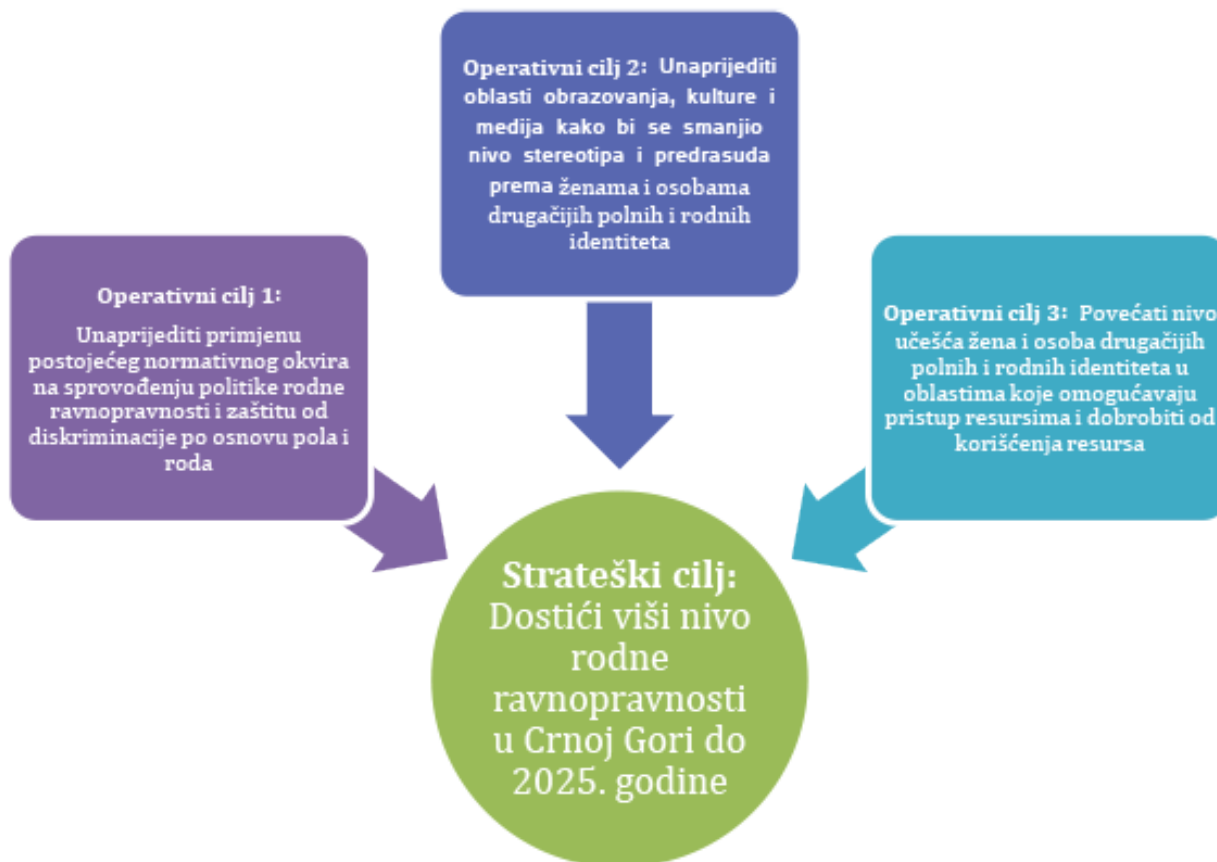 Operativni cilj 2: Unaprijediti
oblasti obrazovanja, kulture i
medija kako bi se smanjio
nivo stereotipa i predrasuda
prema ženama i osobama
drugačijih polnih i rodnih
identiteta
Operativni cilj 1:
Unaprijediti primjenu
postojećeg normativnog okvira
na sprovođenju politike rodne
ravnopravnosti i zaštitu od
diskriminacije po osnovu pola i
roda
Operativni cilj 3: Povećati nivo
učešća žena i osoba drugačijih
polnih i rodnih identiteta u
oblastima koje omogućavaju
pristup resursima i dobrobiti od
korišćenja resursa
Strateški cilj:
Dostići viši nivo
rodne
ravnopravnosti
u Crnoj Gori do
2025. godine